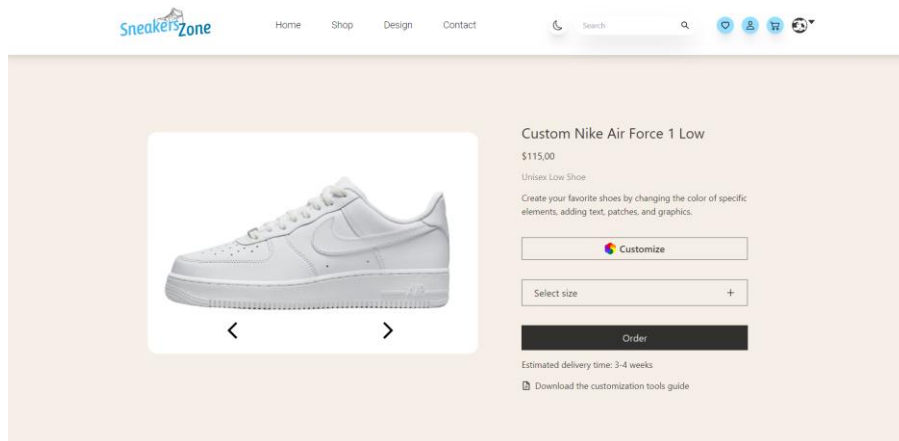 SneakersZone
Home Shop Design Contact
Search
Custom Nike Air Force 1 Low
$115,00
Unisex Low Shoe
Create your favorite shoes by changing the color of specific
elements, adding text, patches, and graphics.
Customize
Select size +
Order
Estimated delivery time: 3-4 weeks
Download the customization tools guide
AIR